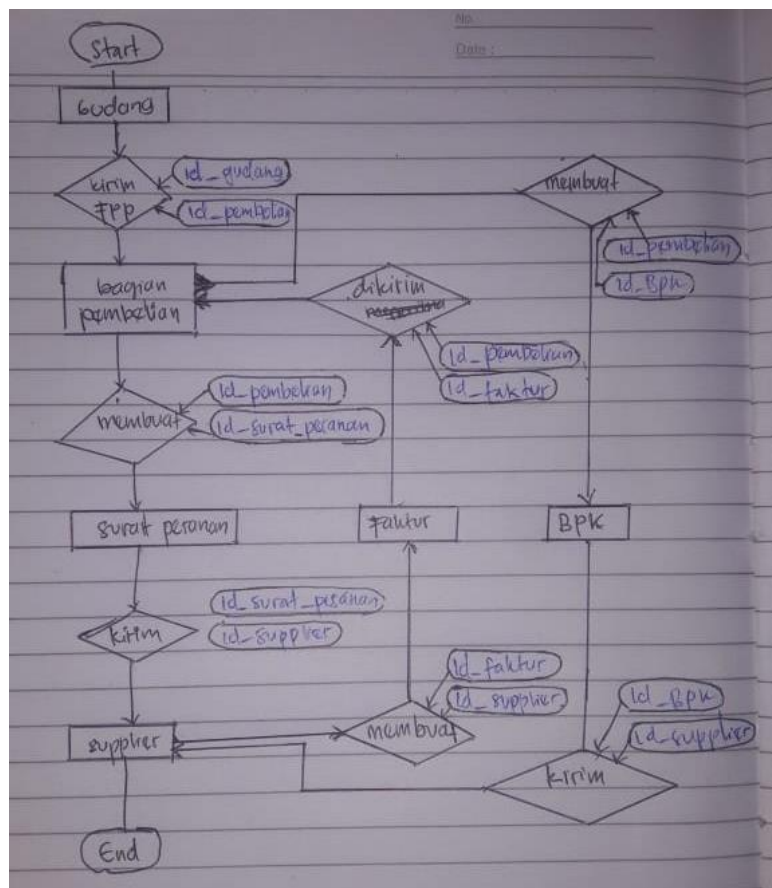 No.
Date :
Start
Gudang
kirim
FPP
id_gudang
id_pembelian
membuat
id_pembelian
id_BPK
bagian
pembelian
dikirim
id_pembelian
id_faktur
membuat
id_pembelian
id_surat_pesanan
surat pesanan
Faktur
BPK
kirim
id_surat_pesanan
id_supplier
supplier
membuat
id_faktur
id_supplier
kirim
id_BPK
id_supplier
End